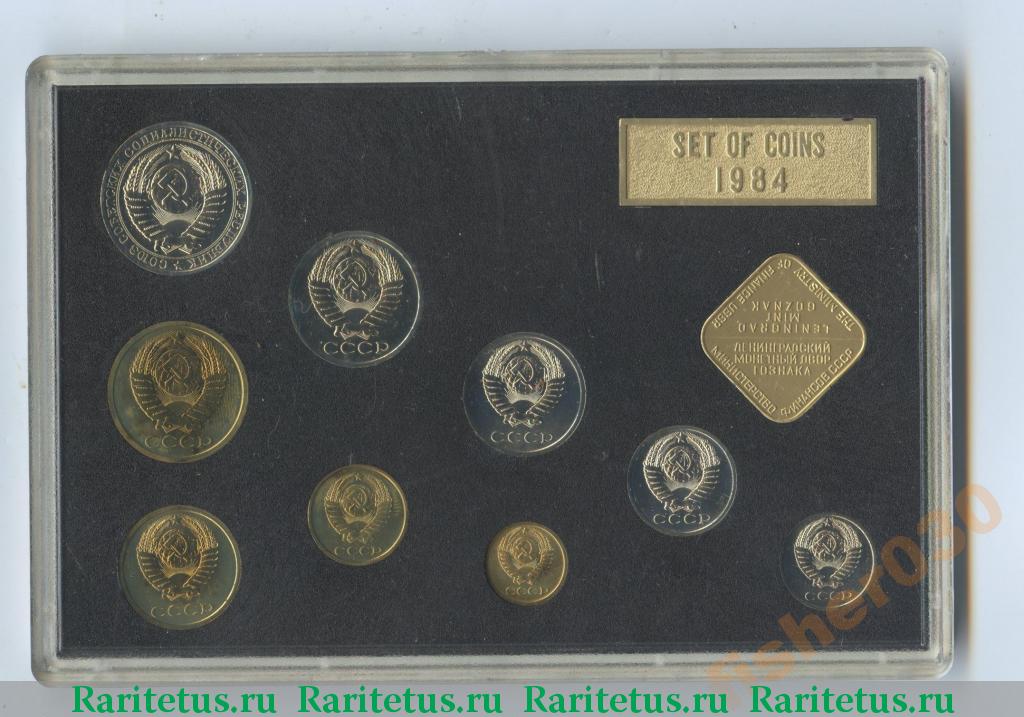 SET OF COINS
1984
СОЮЗ СОВЕТСКИХ СОЦИАЛИСТИЧЕСКИХ РЕСПУБЛИК
СССР
СССР
СССР
THE MINISTRY OF FINANCE USSR
LENINGRAD
MINT
GOZNAK
ЛЕНИНГРАДСКИЙ
МОНЕТНЫЙ ДВОР
ГОЗНАКА
МИНИСТЕРСТВО ФИНАНСОВ СССР
СССР
СССР
СССР
СССР
СССР
fisher030
Raritetus.ru Raritetus.ru Raritetus.ru Raritetus.ru